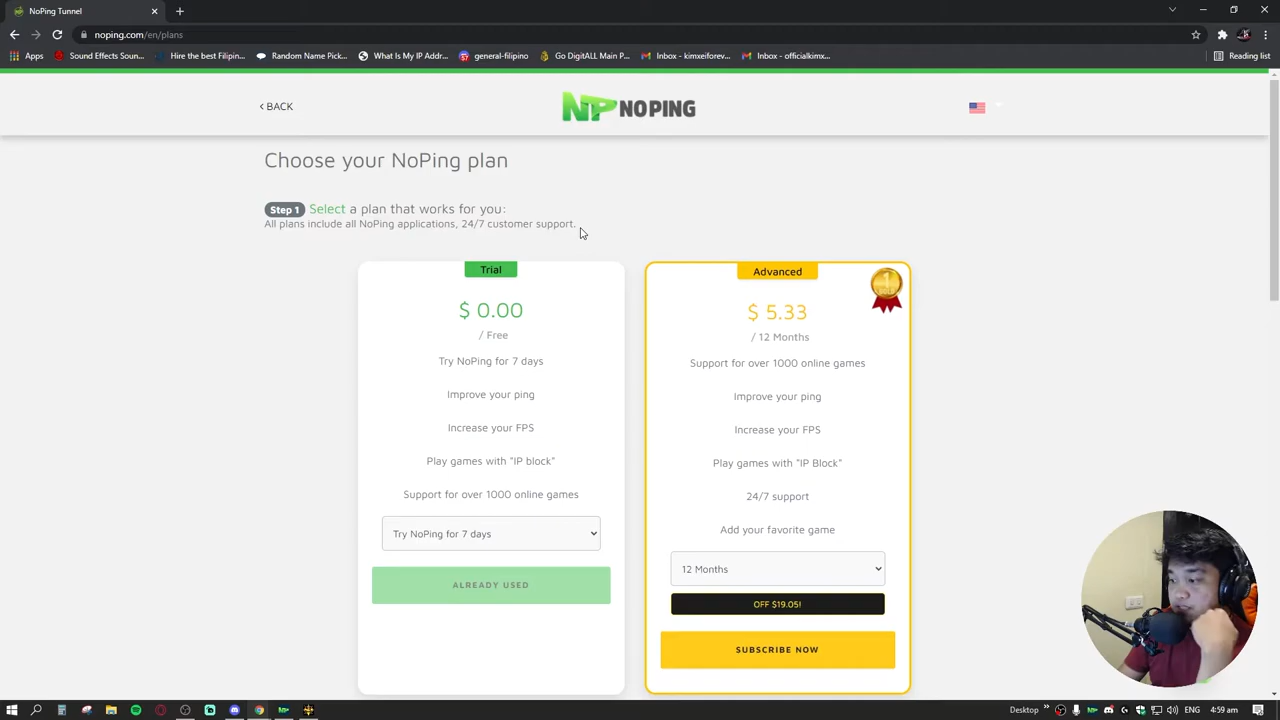 NoPing Tunnel
noping.com/en/plans
Apps
Sound Effects Soun...
Hire the best Filipin...
Random Name Pick...
What Is My IP Addr...
general-filipino
Go DigitALL Main P...
Inbox - kimxeifor​eve...
Inbox - officialkimx...
Reading list
BACK
NP NOPING
Choose your NoPing plan
Step 1 Select a plan that works for you:
All plans include all NoPing applications, 24/7 customer support.
Trial
$ 0.00
/ Free
Try NoPing for 7 days
Improve your ping
Increase your FPS
Play games with "IP block"
Support for over 1000 online games
Try NoPing for 7 days
ALREADY USED
Advanced
1
$ 5.33
/ 12 Months
Support for over 1000 online games
Improve your ping
Increase your FPS
Play games with "IP Block"
24/7 support
Add your favorite game
12 Months
OFF $19.05!
SUBSCRIBE NOW
Desktop
4:59 am